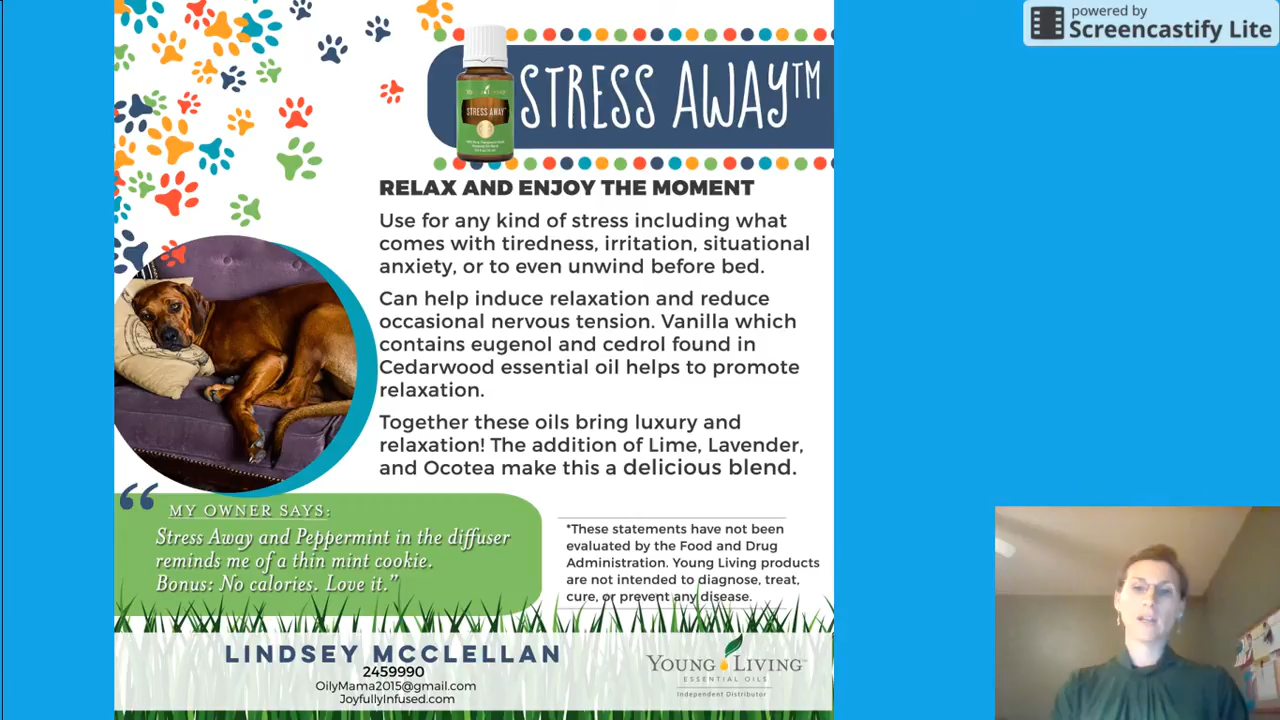 powered by
Screencastify Lite
STRESS AWAY™
STRESS AWAY
RELAX AND ENJOY THE MOMENT
Use for any kind of stress including what
comes with tiredness, irritation, situational
anxiety, or to even unwind before bed.
Can help induce relaxation and reduce
occasional nervous tension. Vanilla which
contains eugenol and cedrol found in
Cedarwood essential oil helps to promote
relaxation.
Together these oils bring luxury and
relaxation! The addition of Lime, Lavender,
and Ocotea make this a delicious blend.
“ MY OWNER SAYS:
Stress Away and Peppermint in the diffuser
reminds me of a thin mint cookie.
Bonus: No calories. Love it.”
*These statements have not been
evaluated by the Food and Drug
Administration. Young Living products
are not intended to diagnose, treat,
cure, or prevent any disease.
LINDSEY MCCLELLAN
2459990
OilyMama2015@gmail.com
JoyfullyInfused.com
YOUNG LIVING™
ESSENTIAL OILS
Independent Distributor